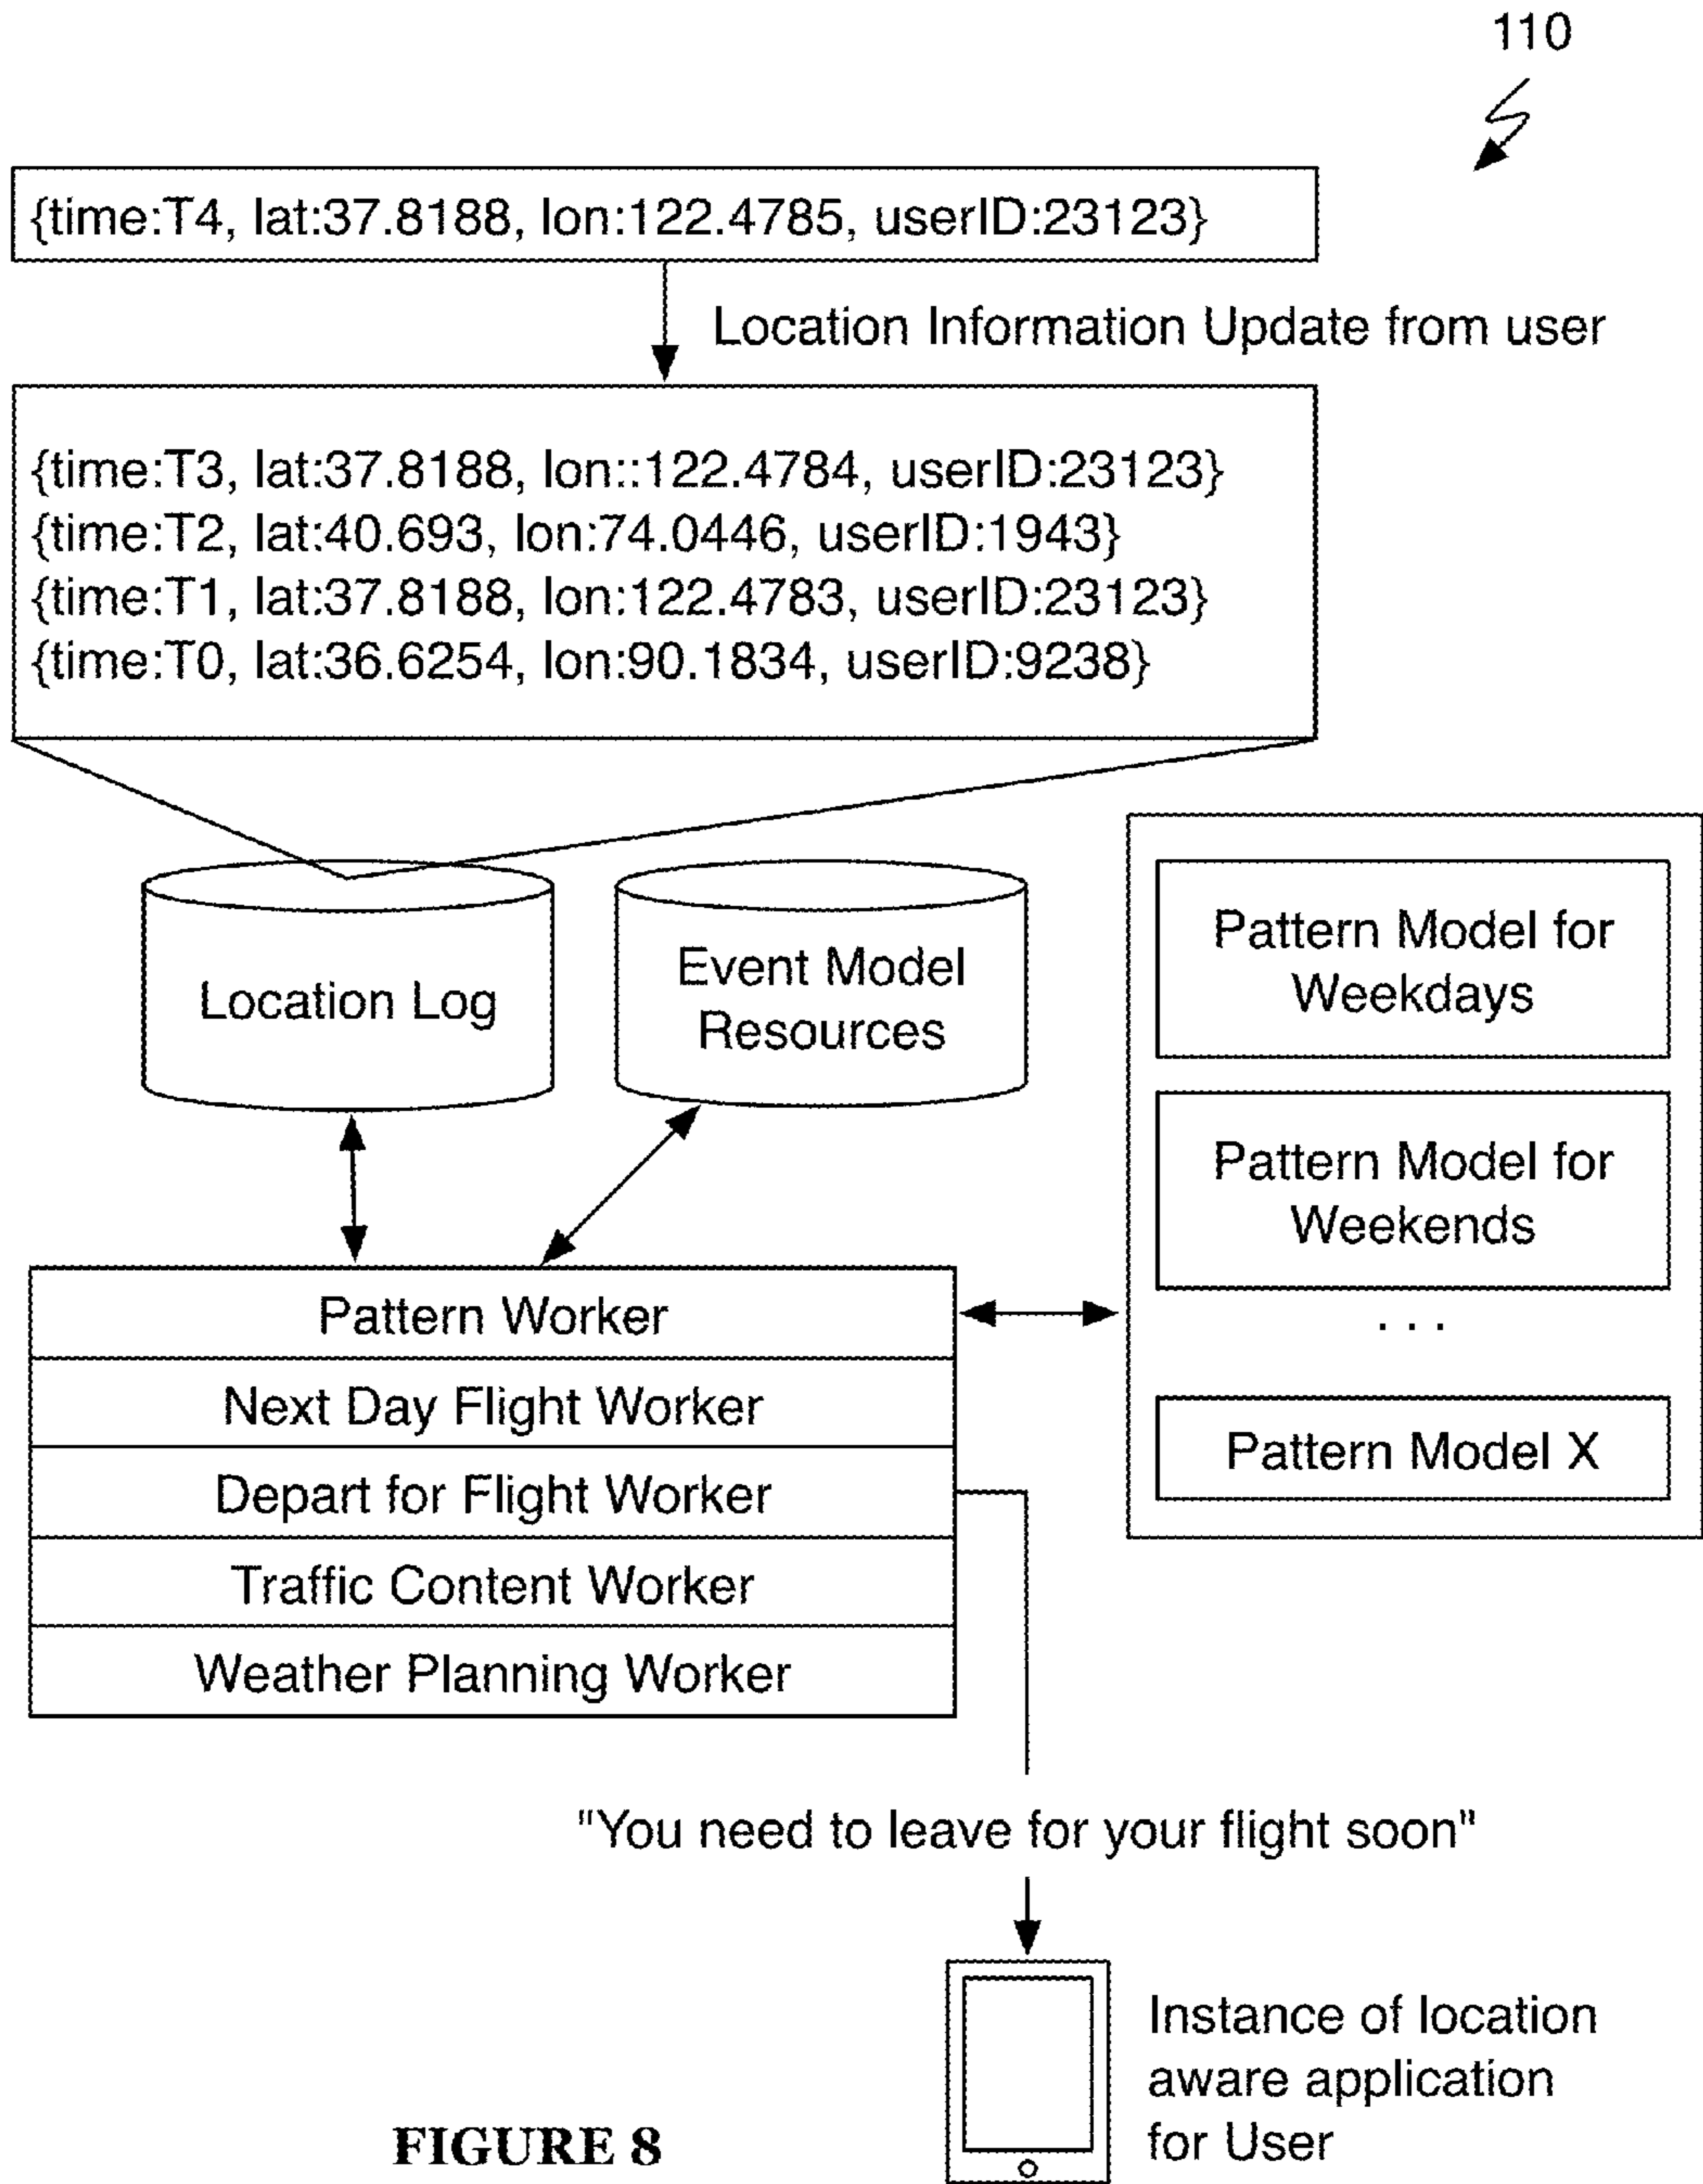 110
{time:T4, lat:37.8188, lon:122.4785, userID:23123}
Location Information Update from user
{time:T3, lat:37.8188, lon::122.4784, userID:23123}
{time:T2, lat:40.693, lon:74.0446, userID:1943}
{time:T1, lat:37.8188, lon:122.4783, userID:23123}
{time:T0, lat:36.6254, lon:90.1834, userID:9238}
Location Log
Event Model
Resources
Pattern Model for
Weekdays
Pattern Model for
Weekends
. . .
Pattern Model X
Pattern Worker
Next Day Flight Worker
Depart for Flight Worker
Traffic Content Worker
Weather Planning Worker
"You need to leave for your flight soon"
Instance of location
aware application
for User
FIGURE 8